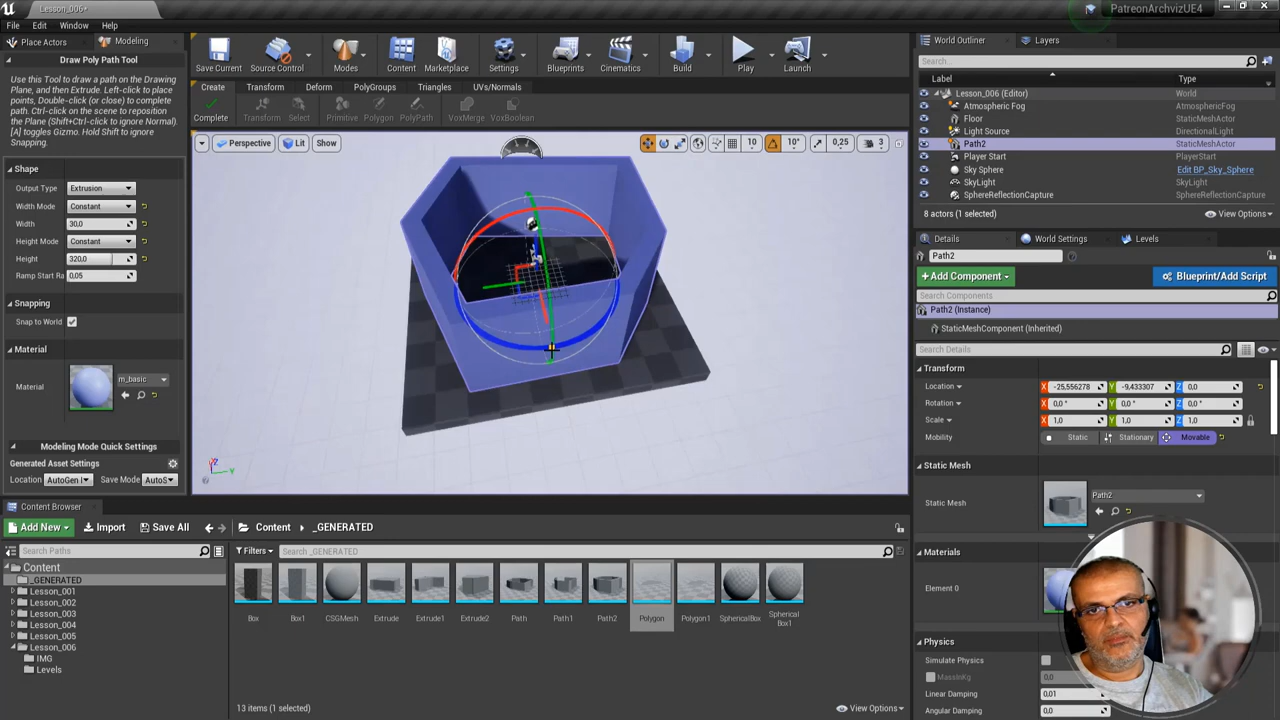 Lesson_006*
PatreonArchvizUE4
File Edit Window Help
Place Actors
Modeling
Draw Poly Path Tool
Use this Tool to draw a path on the Drawing
Plane, and then Extrude. Left-click to place
points, Double-click (or close) to complete
path. Ctrl-click on the scene to reposition
the Plane (Shift+Ctrl-click to ignore Normal).
[A] toggles Gizmo. Hold Shift to ignore
Snapping.
Shape
Output Type Extrusion
Width Mode Constant
Width 30,0
Height Mode Constant
Height 320,0
Ramp Start Ra 0,05
Snapping
Snap to World
Material
Material m_basic
Modeling Mode Quick Settings
Generated Asset Settings
Location AutoGen Save Mode AutoS
Save Current Source Control Modes Content Marketplace Settings Blueprints Cinematics Build Play Launch
Create Transform Deform PolyGroups Triangles UVs/Normals
Complete Transform Select Primitive Polygon PolyPath VoxMerge VoxBoolean
Perspective Lit Show 10 10° 0,25 3
Content Browser
Add New Import Save All Content _GENERATED
Search Paths
Filters Search _GENERATED
Content
_GENERATED
Lesson_001
Lesson_002
Lesson_003
Lesson_004
Lesson_005
Lesson_006
IMG
Levels
Box Box1 CSGMesh Extrude Extrude1 Extrude2 Path Path1 Path2 Polygon Polygon1 SphericalBox Spherical
Box1
13 items (1 selected)
View Options
World Outliner Layers
Search...
Label Type
Lesson_006 (Editor) World
Atmospheric Fog AtmosphericFog
Floor StaticMeshActor
Light Source DirectionalLight
Path2 StaticMeshActor
Player Start PlayerStart
Sky Sphere Edit BP_Sky_Sphere
SkyLight SkyLight
SphereReflectionCapture SphereReflectionCapture
8 actors (1 selected)
View Options
Details World Settings Levels
Path2
+Add Component Blueprint/Add Script
Search Components
Path2 (Instance)
StaticMeshComponent (Inherited)
Search Details
Transform
Location X -25,556278 Y -9,433307 Z 0,0
Rotation X 0,0 ° Y 0,0 ° Z 0,0 °
Scale X 1,0 Y 1,0 Z 1,0
Mobility Static Stationary Movable
Static Mesh
Static Mesh Path2
Materials
Element 0
Physics
Simulate Physics
MassInKg 0,0
Linear Damping 0,01
Angular Damping 0,0